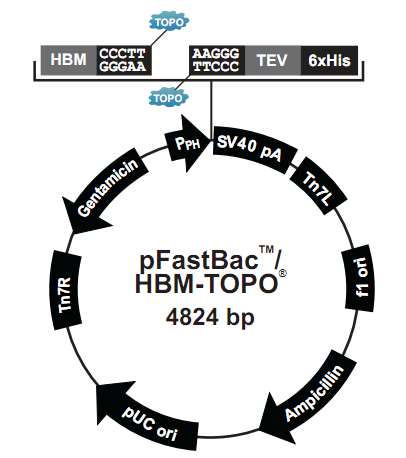 TOPO
HBM CCCTT AAGGG TEV 6xHis
GGGAA TTCCC
TOPO
PPH
SV40 pA
Tn7L
f1 ori
Ampicillin
pUC ori
Tn7R
Gentamicin
pFastBac™/
HBM-TOPO®
4824 bp